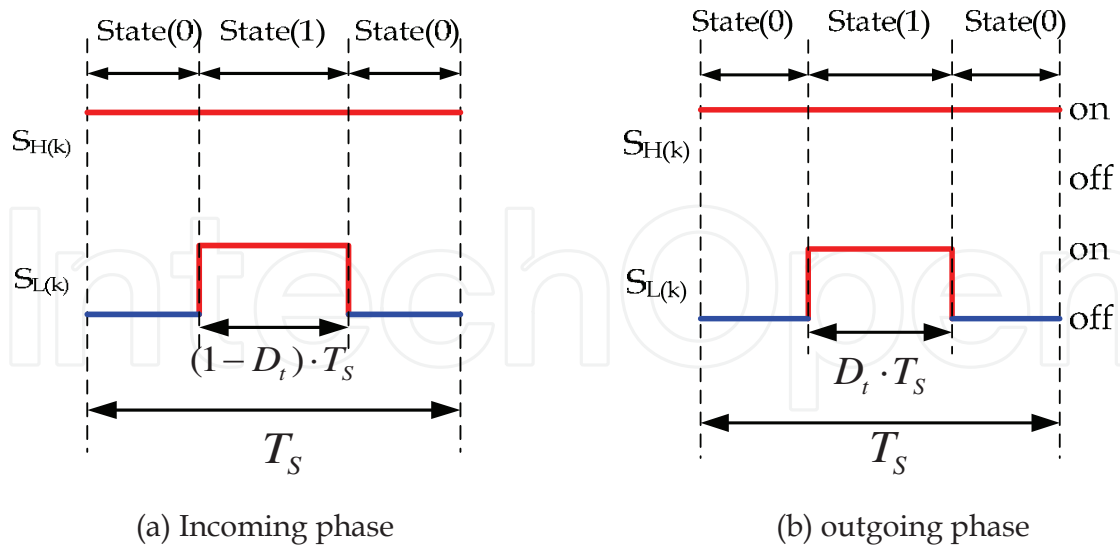 State(0) State(1) State(0)
S_H(k)
S_L(k)
(1 − D_t) · T_S
T_S
(a) Incoming phase
State(0) State(1) State(0)
S_H(k)
on
off
S_L(k)
on
off
D_t · T_S
T_S
(b) outgoing phase
IntechOpen